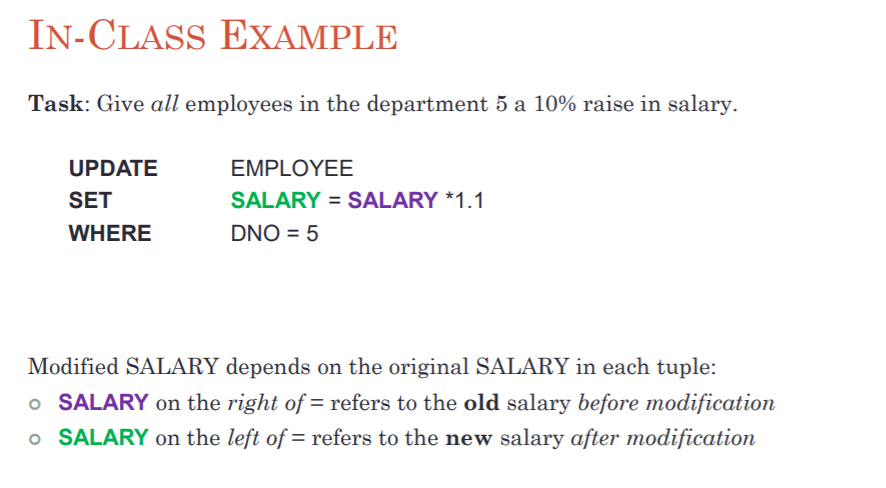 IN-CLASS EXAMPLE
Task: Give all employees in the department 5 a 10% raise in salary.
UPDATE EMPLOYEE
SET SALARY = SALARY *1.1
WHERE DNO = 5
Modified SALARY depends on the original SALARY in each tuple:
SALARY on the right of = refers to the old salary before modification
SALARY on the left of = refers to the new salary after modification